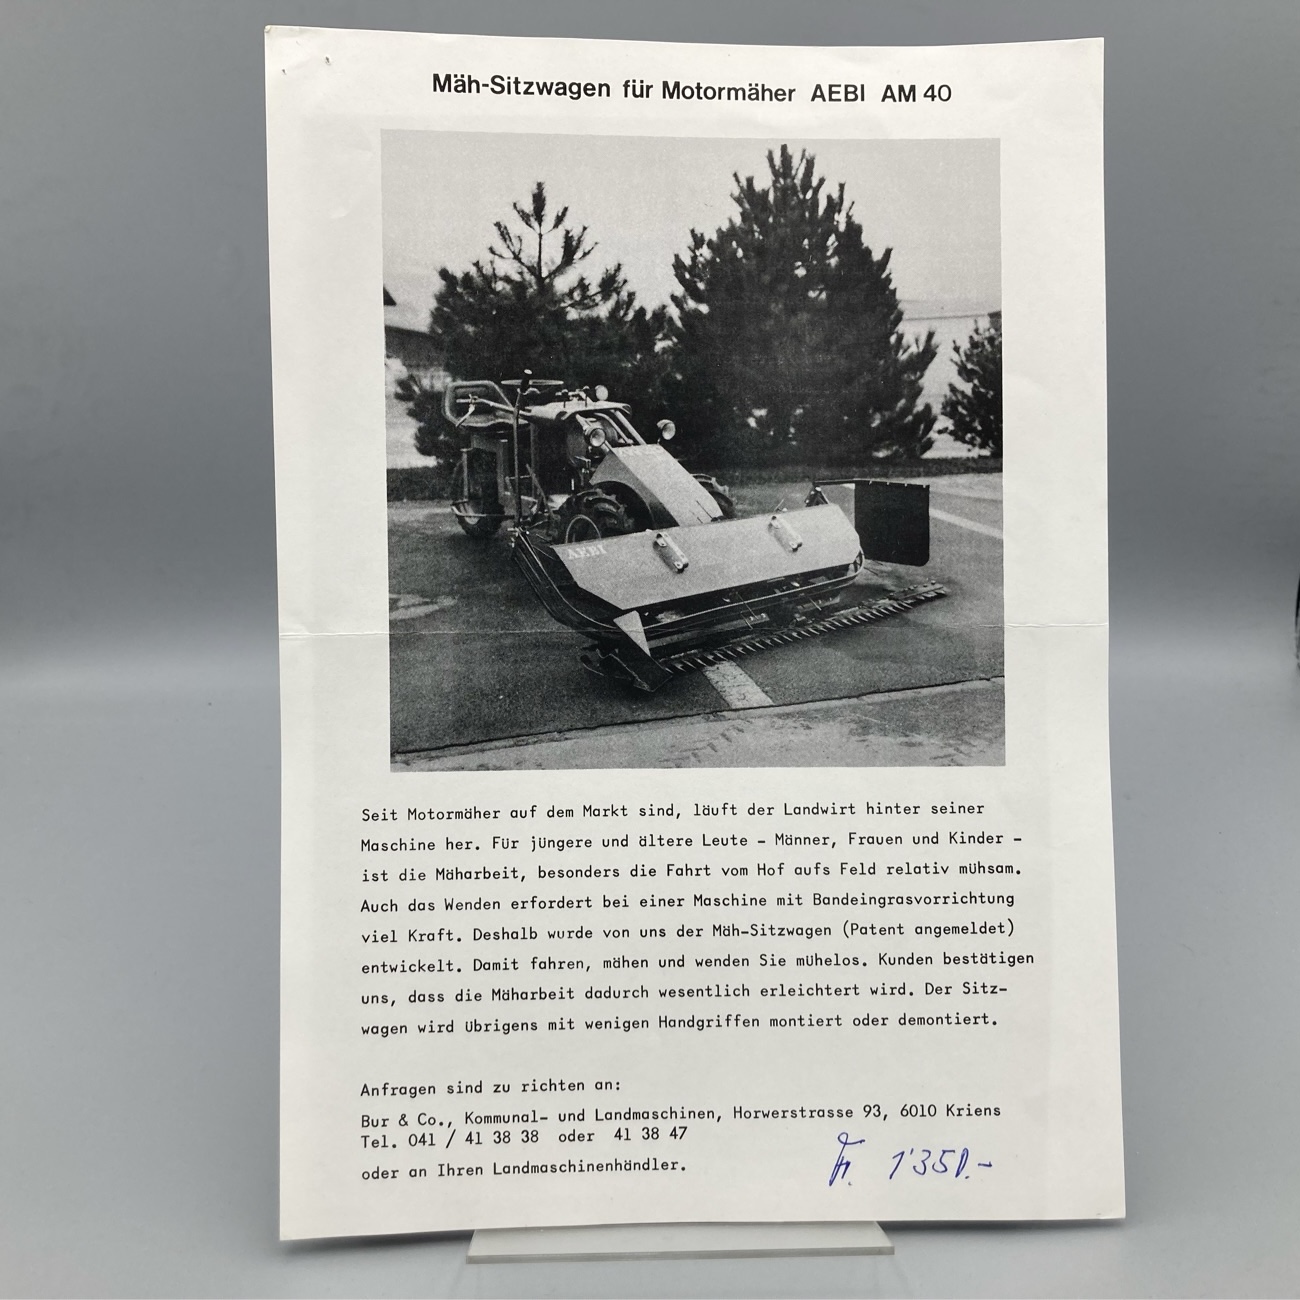 Mäh-Sitzwagen für Motormäher AEBI AM 40
AEBI
Seit Motormäher auf dem Markt sind, läuft der Landwirt hinter seiner
Maschine her. Für jüngere und ältere Leute - Männer, Frauen und Kinder -
ist die Mäharbeit, besonders die Fahrt vom Hof aufs Feld relativ mühsam.
Auch das Wenden erfordert bei einer Maschine mit Bandeingrasvorrichtung
viel Kraft. Deshalb wurde von uns der Mäh-Sitzwagen (Patent angemeldet)
entwickelt. Damit fahren, mähen und wenden Sie mühelos. Kunden bestätigen
uns, dass die Mäharbeit dadurch wesentlich erleichtert wird. Der Sitz-
wagen wird übrigens mit wenigen Handgriffen montiert oder demontiert.
Anfragen sind zu richten an:
Bur & Co., Kommunal- und Landmaschinen, Horwerstrasse 93, 6010 Kriens
Tel. 041 / 41 38 38 oder 41 38 47
oder an Ihren Landmaschinenhändler.
Fr. 1'350.-